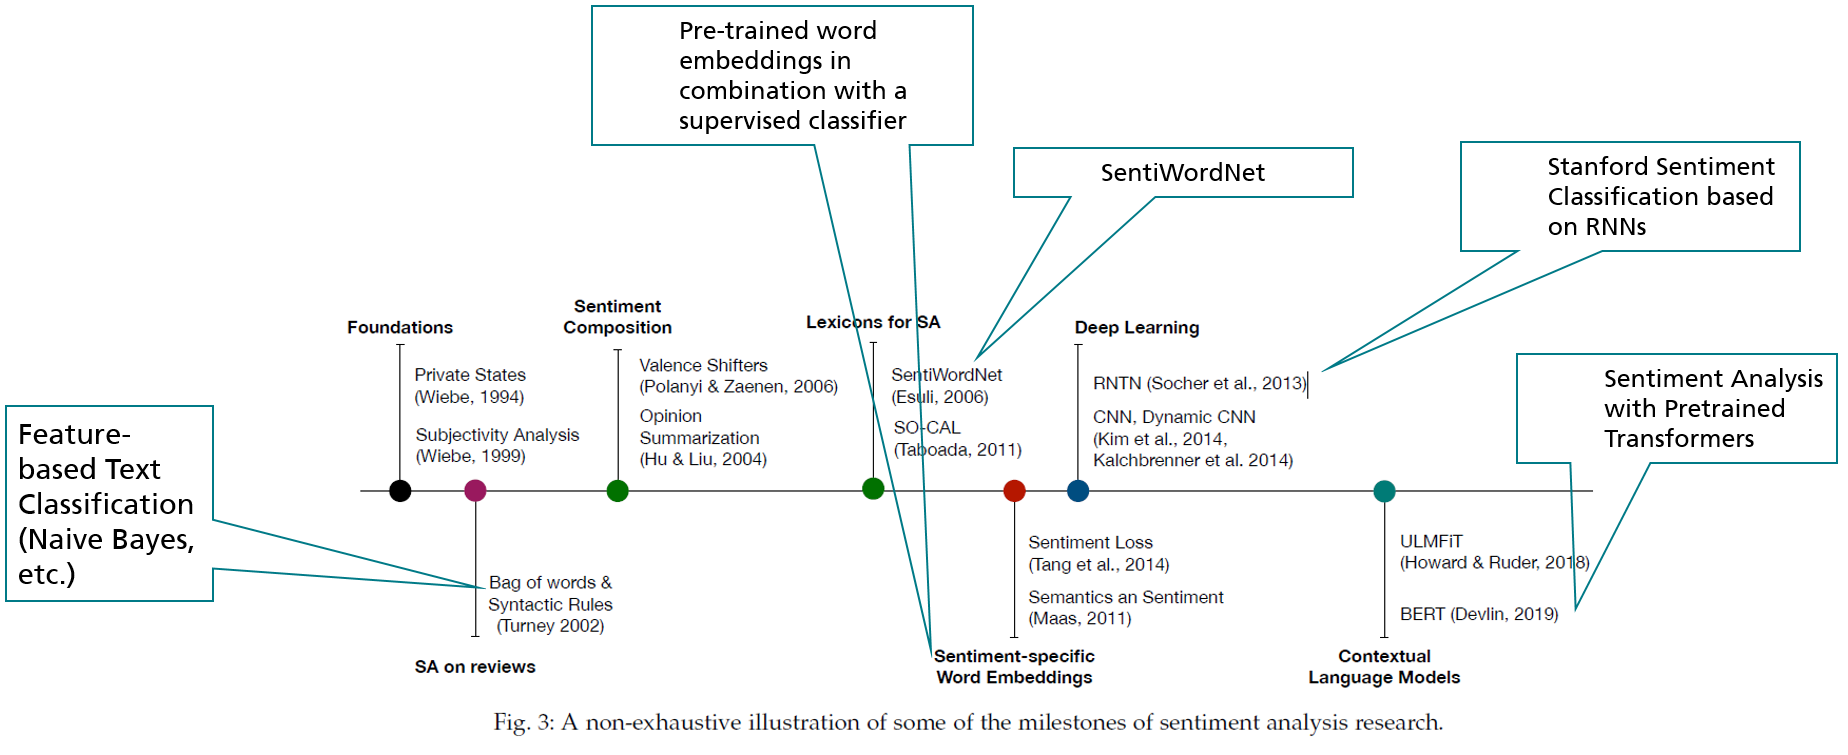 Pre-trained word
embeddings in
combination with a
supervised classifier
SentiWordNet
Stanford Sentiment
Classification based
on RNNs
Sentiment Analysis
with Pretrained
Transformers
Feature-
based Text
Classification
(Naive Bayes,
etc.)
Foundations
Private States
(Wiebe, 1994)
Subjectivity Analysis
(Wiebe, 1999)
Sentiment
Composition
Valence Shifters
(Polanyi & Zaenen, 2006)
Opinion
Summarization
(Hu & Liu, 2004)
Lexicons for SA
SentiWordNet
(Esuli, 2006)
SO-CAL
(Taboada, 2011)
Deep Learning
RNTN (Socher et al., 2013)
CNN, Dynamic CNN
(Kim et al., 2014,
Kalchbrenner et al. 2014)
Bag of words &
Syntactic Rules
(Turney 2002)
SA on reviews
Sentiment Loss
(Tang et al., 2014)
Semantics an Sentiment
(Maas, 2011)
Sentiment-specific
Word Embeddings
ULMFiT
(Howard & Ruder, 2018)
BERT (Devlin, 2019)
Contextual
Language Models
Fig. 3: A non-exhaustive illustration of some of the milestones of sentiment analysis research.